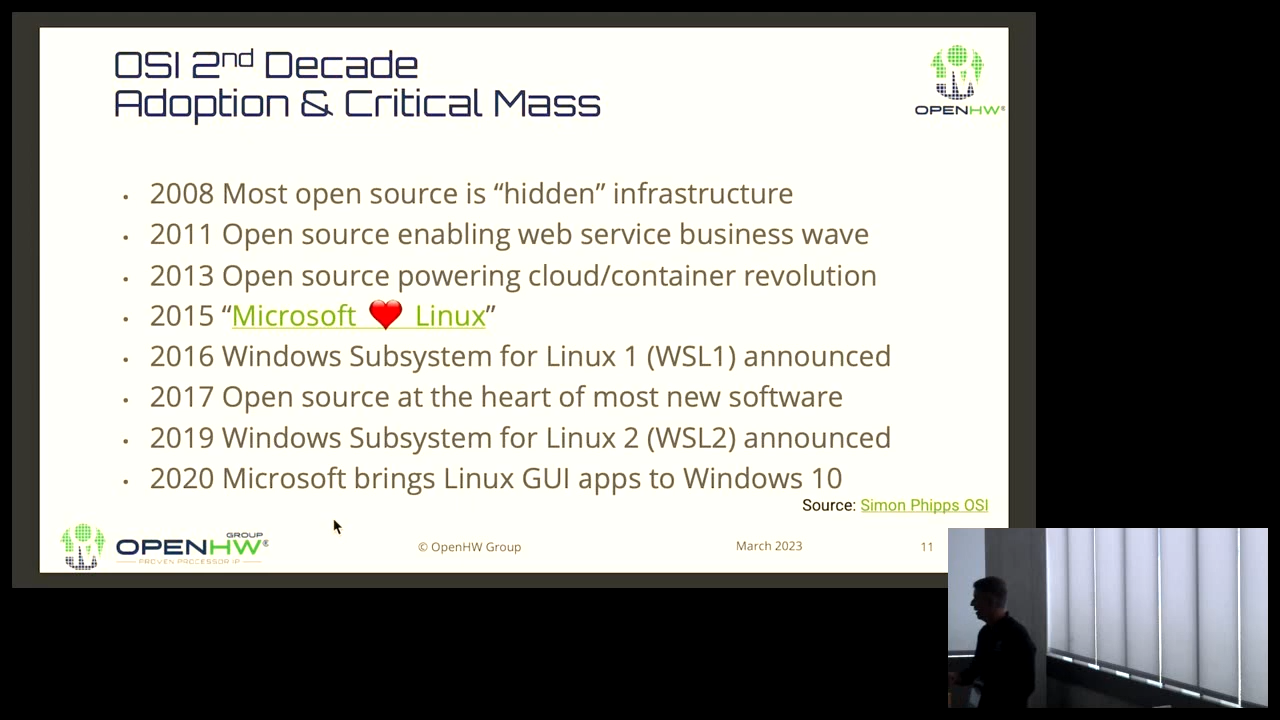 OSI 2nd Decade
Adoption & Critical Mass
OPENHW®
• 2008 Most open source is “hidden” infrastructure
• 2011 Open source enabling web service business wave
• 2013 Open source powering cloud/container revolution
• 2015 “Microsoft ❤ Linux”
• 2016 Windows Subsystem for Linux 1 (WSL1) announced
• 2017 Open source at the heart of most new software
• 2019 Windows Subsystem for Linux 2 (WSL2) announced
• 2020 Microsoft brings Linux GUI apps to Windows 10
Source: Simon Phipps OSI
GROUP
OPENHW®
PROVEN PROCESSOR IP
© OpenHW Group
March 2023
11